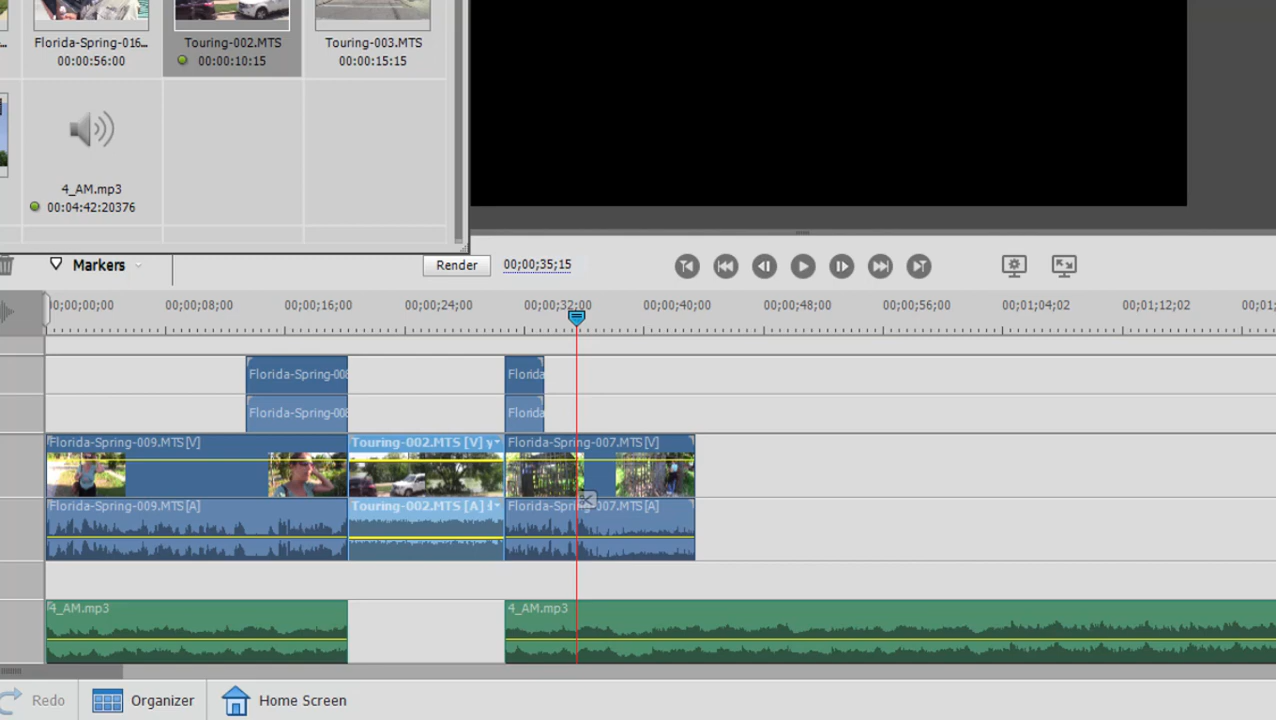 Florida-Spring-016...
Touring-002.MTS
Touring-003.MTS
00:00:56:00
00:00:10:15
00:00:15:15
4_AM.mp3
00:04:42:20376
Markers
Render
00;00;35;15
00;00;00;00
00;00;08;00
00;00;16;00
00;00;24;00
00;00;32;00
00;00;40;00
00;00;48;00
00;00;56;00
00;01;04;02
00;01;12;02
00;01;
Florida-Spring-008
Florida
Florida-Spring-008
Florida
Florida-Spring-009.MTS[V]
Touring-002.MTS [V]
Florida-Spring-007.MTS[V]
Florida-Spring-009.MTS[A]
Touring-002.MTS [A]
007.MTS[A]
4_AM.mp3
4_AM.mp3
Redo
Organizer
Home Screen